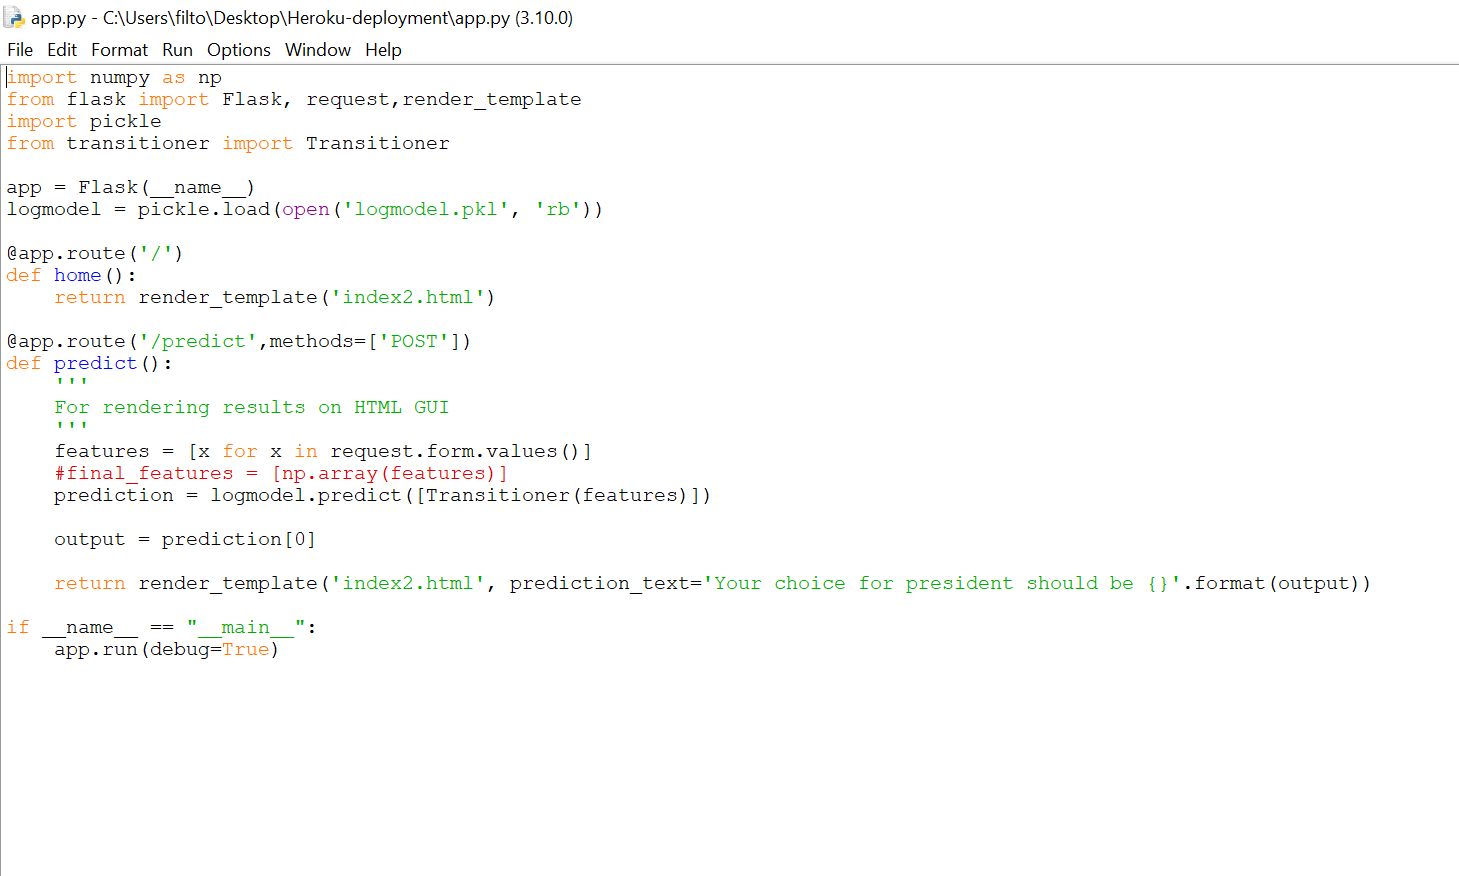 app.py - C:\Users\filto\Desktop\Heroku-deployment\app.py (3.10.0)
File Edit Format Run Options Window Help
import numpy as np
from flask import Flask, request,render_template
import pickle
from transitioner import Transitioner

app = Flask(__name__)
logmodel = pickle.load(open('logmodel.pkl', 'rb'))

@app.route('/')
def home():
    return render_template('index2.html')

@app.route('/predict',methods=['POST'])
def predict():
    '''
    For rendering results on HTML GUI
    '''
    features = [x for x in request.form.values()]
    #final_features = [np.array(features)]
    prediction = logmodel.predict([Transitioner(features)])

    output = prediction[0]

    return render_template('index2.html', prediction_text='Your choice for president should be {}'.format(output))

if __name__ == "__main__":
    app.run(debug=True)